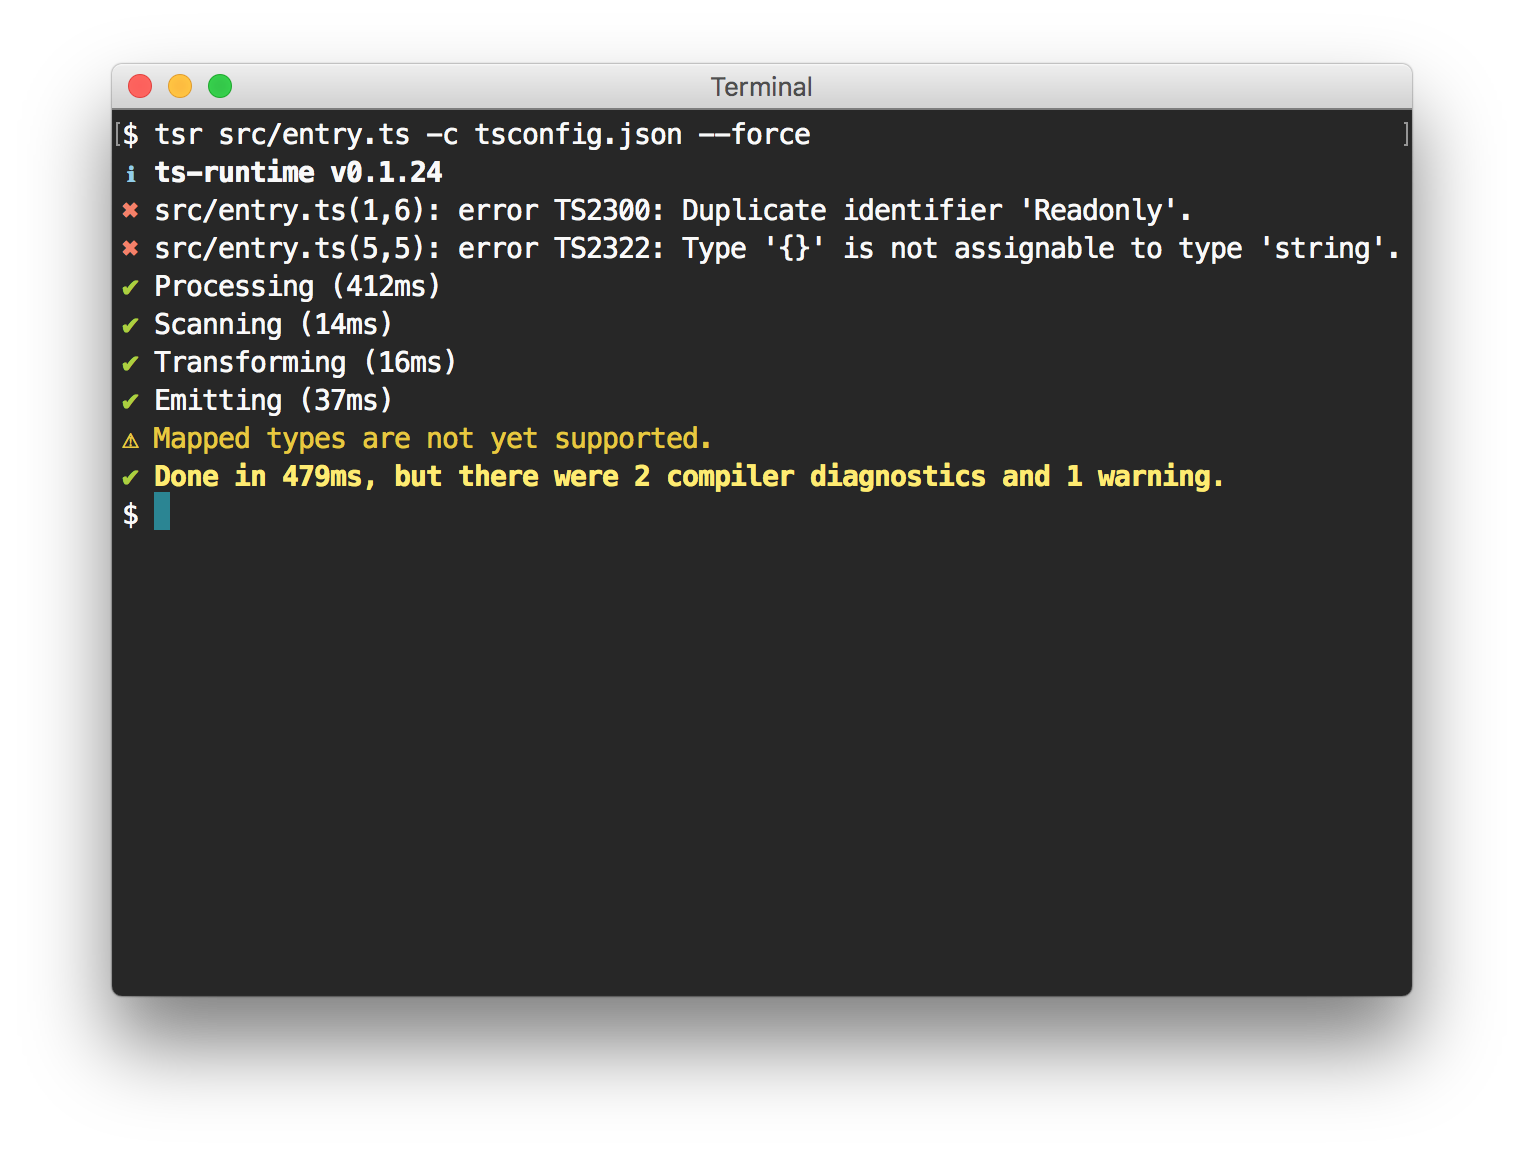 Terminal
[$ tsr src/entry.ts -c tsconfig.json --force ]
ℹ ts-runtime v0.1.24
✖ src/entry.ts(1,6): error TS2300: Duplicate identifier 'Readonly'.
✖ src/entry.ts(5,5): error TS2322: Type '{}' is not assignable to type 'string'.
✔ Processing (412ms)
✔ Scanning (14ms)
✔ Transforming (16ms)
✔ Emitting (37ms)
⚠ Mapped types are not yet supported.
✔ Done in 479ms, but there were 2 compiler diagnostics and 1 warning.
$